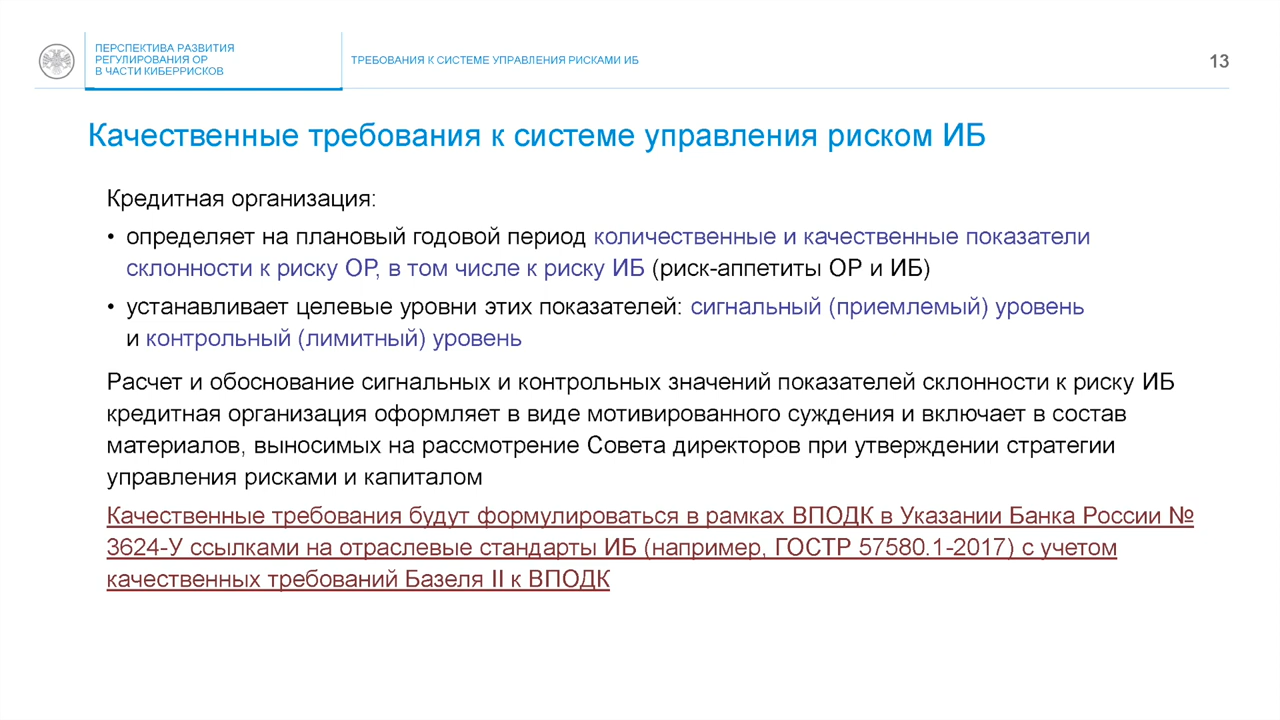 ПЕРСПЕКТИВА РАЗВИТИЯ
РЕГУЛИРОВАНИЯ ОР
В ЧАСТИ КИБЕРРИСКОВ
ТРЕБОВАНИЯ К СИСТЕМЕ УПРАВЛЕНИЯ РИСКАМИ ИБ
13
Качественные требования к системе управления риском ИБ
Кредитная организация:
• определяет на плановый годовой период количественные и качественные показатели
склонности к риску ОР, в том числе к риску ИБ (риск-аппетиты ОР и ИБ)
• устанавливает целевые уровни этих показателей: сигнальный (приемлемый) уровень
и контрольный (лимитный) уровень
Расчет и обоснование сигнальных и контрольных значений показателей склонности к риску ИБ
кредитная организация оформляет в виде мотивированного суждения и включает в состав
материалов, выносимых на рассмотрение Совета директоров при утверждении стратегии
управления рисками и капиталом
Качественные требования будут формулироваться в рамках ВПОДК в Указании Банка России №
3624-У ссылками на отраслевые стандарты ИБ (например, ГОСТР 57580.1-2017) с учетом
качественных требований Базеля II к ВПОДК